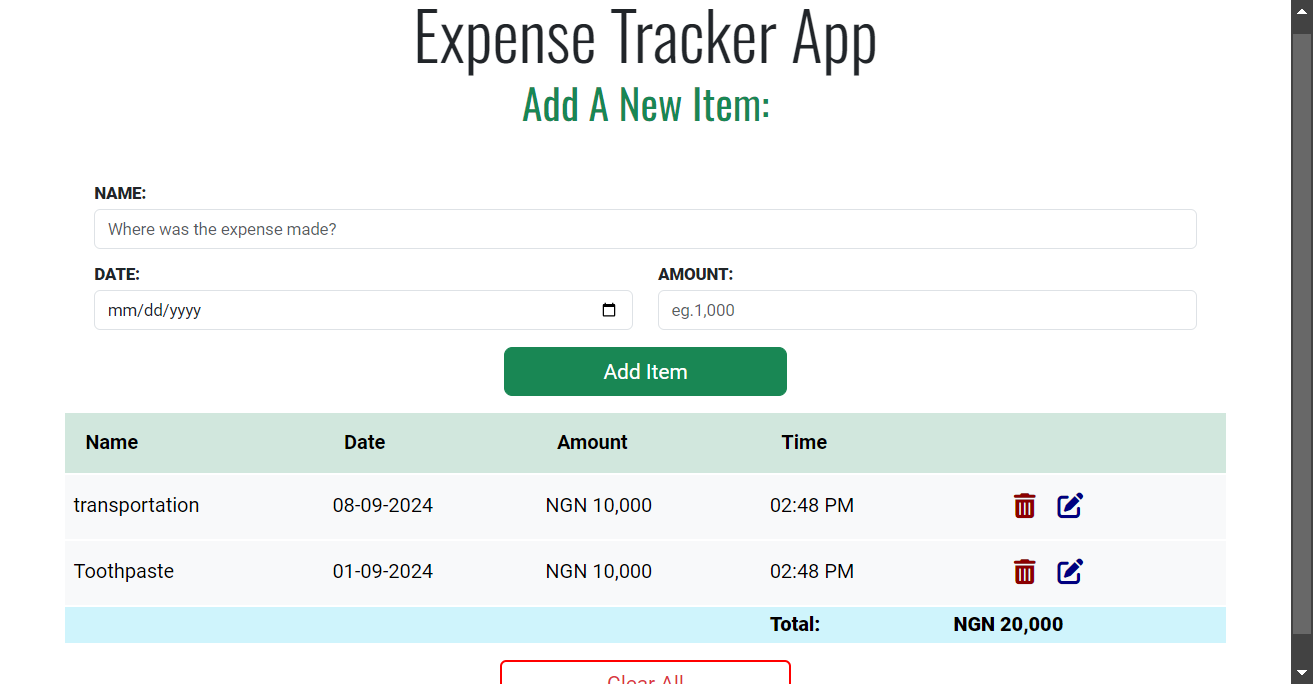 Expense Tracker App
Add A New Item:
NAME:
Where was the expense made?
DATE: AMOUNT:
mm/dd/yyyy eg.1,000
Add Item
Name Date Amount Time
transportation 08-09-2024 NGN 10,000 02:48 PM
Toothpaste 01-09-2024 NGN 10,000 02:48 PM
Total: NGN 20,000
Clear All